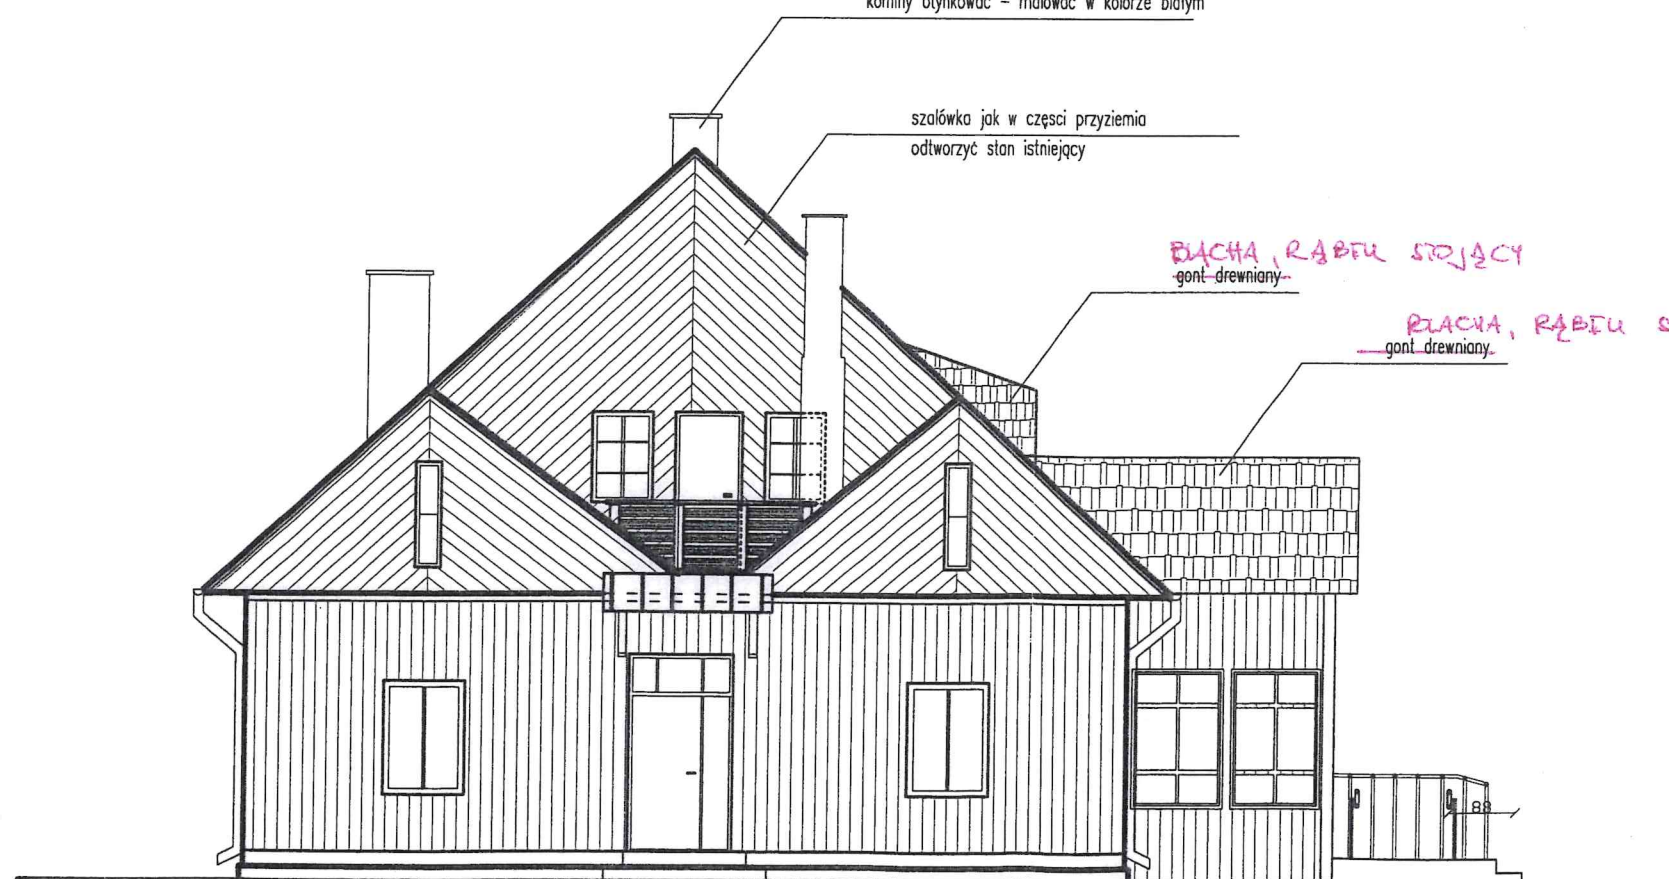 kominy otynkować – malować w kolorze białym
szalówka jak w częsci przyziemia
odtworzyć stan istniejący
BLACHA, RĄBEK STOJĄCY
gont drewniany
BLACHA, RĄBEK S
gont drewniany
88